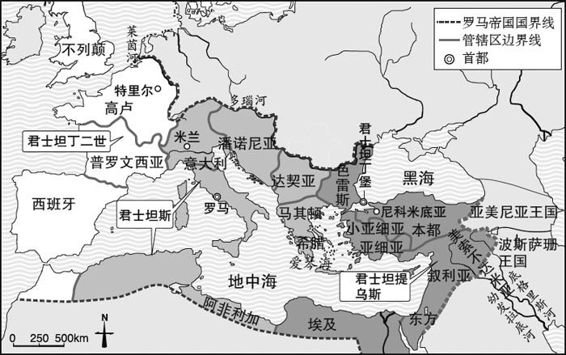 罗马帝国国界线
管辖区边界线
首都
不列颠
莱茵河
特里尔
高卢
君士坦丁二世
普罗文西亚
多瑙河
米兰
潘诺尼亚
意大利
达契亚
色雷斯
君士坦丁堡
黑海
西班牙
君士坦斯
罗马
马其顿
尼科米底亚
小亚细亚
本都
亚细亚
亚美尼亚王国
希腊
爱琴海
美索不达米亚
波斯萨珊
王国
地中海
君士坦提
乌斯
叙利亚
底格里斯河
幼发拉底河
阿非利加
埃及
东方
0 250 500km
N